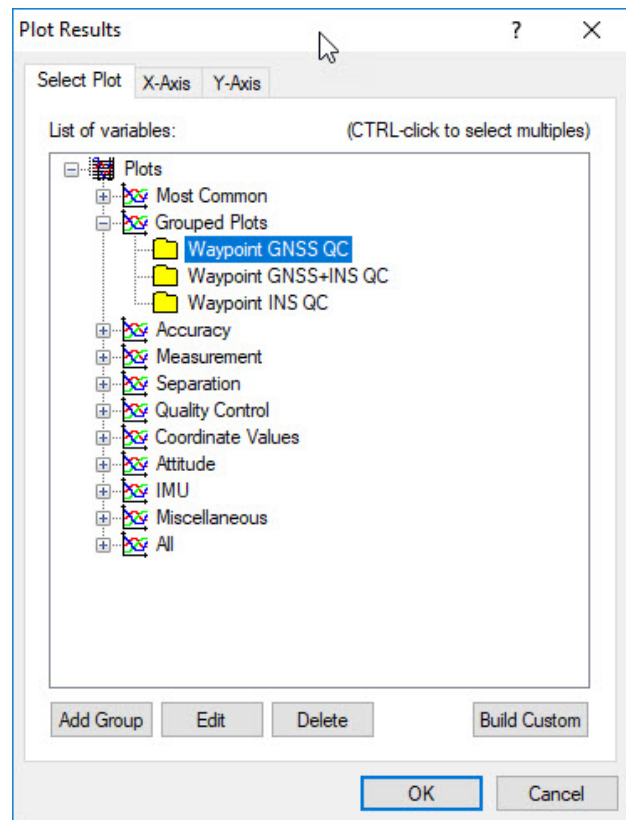 Plot Results ?
Select Plot X-Axis Y-Axis
List of variables: (CTRL-click to select multiples)
Plots
Most Common
Grouped Plots
Waypoint GNSS QC
Waypoint GNSS+INS QC
Waypoint INS QC
Accuracy
Measurement
Separation
Quality Control
Coordinate Values
Attitude
IMU
Miscellaneous
All
Add Group Edit Delete Build Custom
OK Cancel